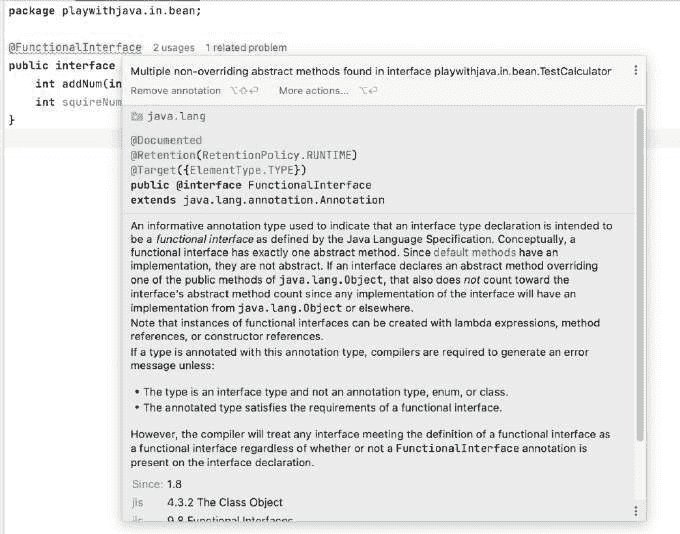 package playwithjava.in.bean;
@FunctionalInterface 2 usages 1 related problem
public interface
int addNum(in
int squireNum
}
Multiple non-overriding abstract methods found in interface playwithjava.in.bean.TestCalculator
Remove annotation ⌥⇧⏎ More actions... ⌥⏎
java.lang
@Documented
@Retention(RetentionPolicy.RUNTIME)
@Target({ElementType.TYPE})
public @interface FunctionalInterface
extends java.lang.annotation.Annotation
An informative annotation type used to indicate that an interface type declaration is intended to
be a functional interface as defined by the Java Language Specification. Conceptually, a
functional interface has exactly one abstract method. Since default methods have an
implementation, they are not abstract. If an interface declares an abstract method overriding
one of the public methods of java.lang.Object, that also does not count toward the
interface's abstract method count since any implementation of the interface will have an
implementation from java.lang.Object or elsewhere.
Note that instances of functional interfaces can be created with lambda expressions, method
references, or constructor references.
If a type is annotated with this annotation type, compilers are required to generate an error
message unless:
• The type is an interface type and not an annotation type, enum, or class.
• The annotated type satisfies the requirements of a functional interface.
However, the compiler will treat any interface meeting the definition of a functional interface as
a functional interface regardless of whether or not a FunctionalInterface annotation is
present on the interface declaration.
Since: 1.8
jls 4.3.2 The Class Object
jls 9.8 Functional Interfaces